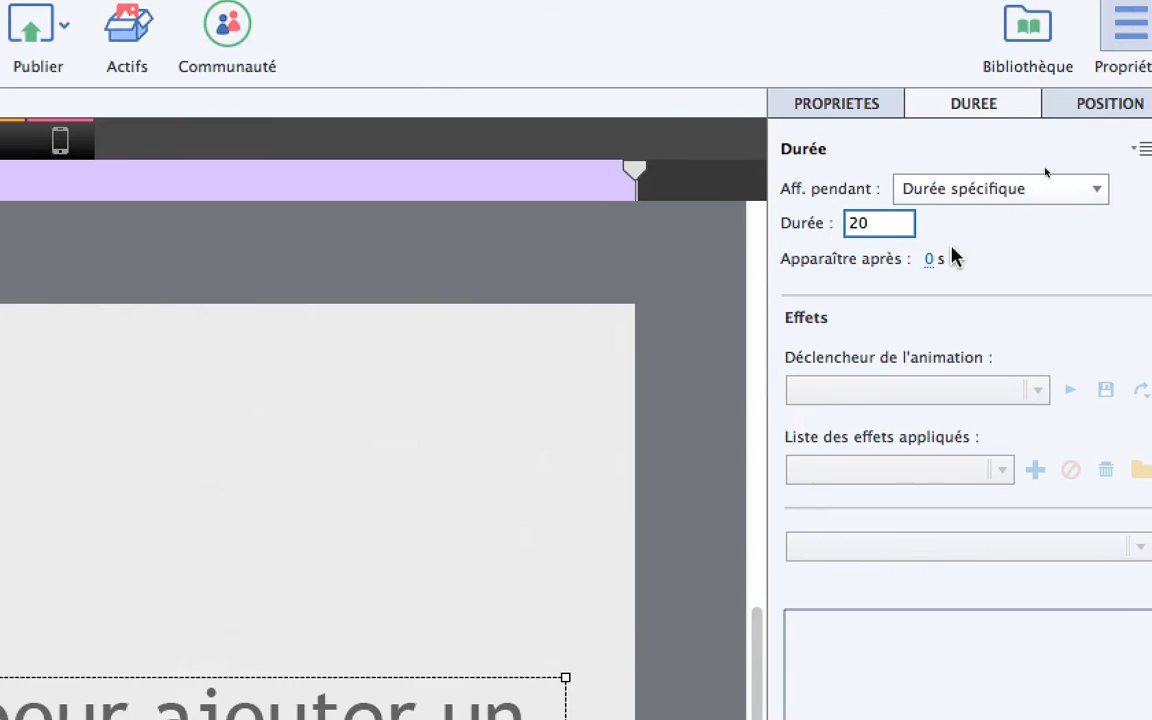 Publier
Actifs
Communauté
Bibliothèque
Propriét
PROPRIETES
DUREE
POSITION
Durée
Aff. pendant : Durée spécifique
Durée : 20
Apparaître après : 0 s
Effets
Déclencheur de l'animation :
Liste des effets appliqués :
pour ajouter un